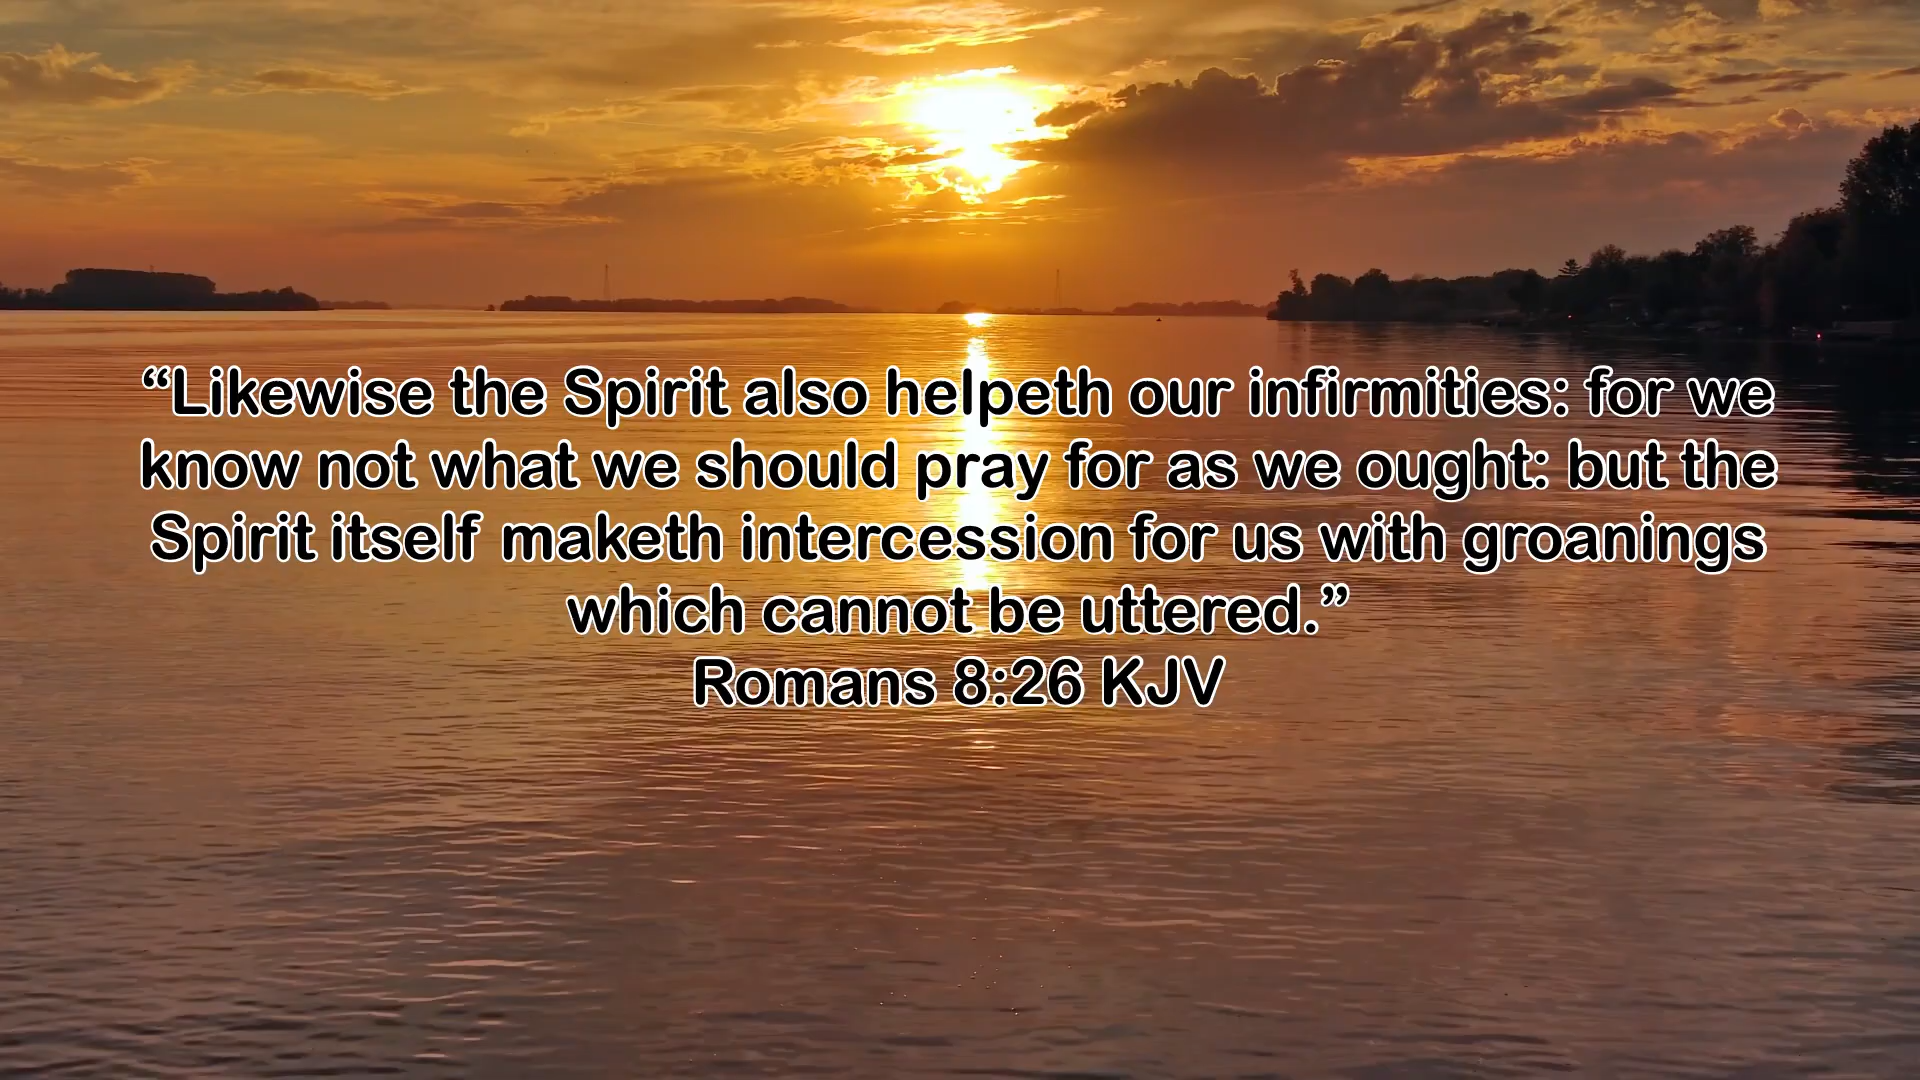 “Likewise the Spirit also helpeth our infirmities: for we
know not what we should pray for as we ought: but the
Spirit itself maketh intercession for us with groanings
which cannot be uttered.”
Romans 8:26 KJV